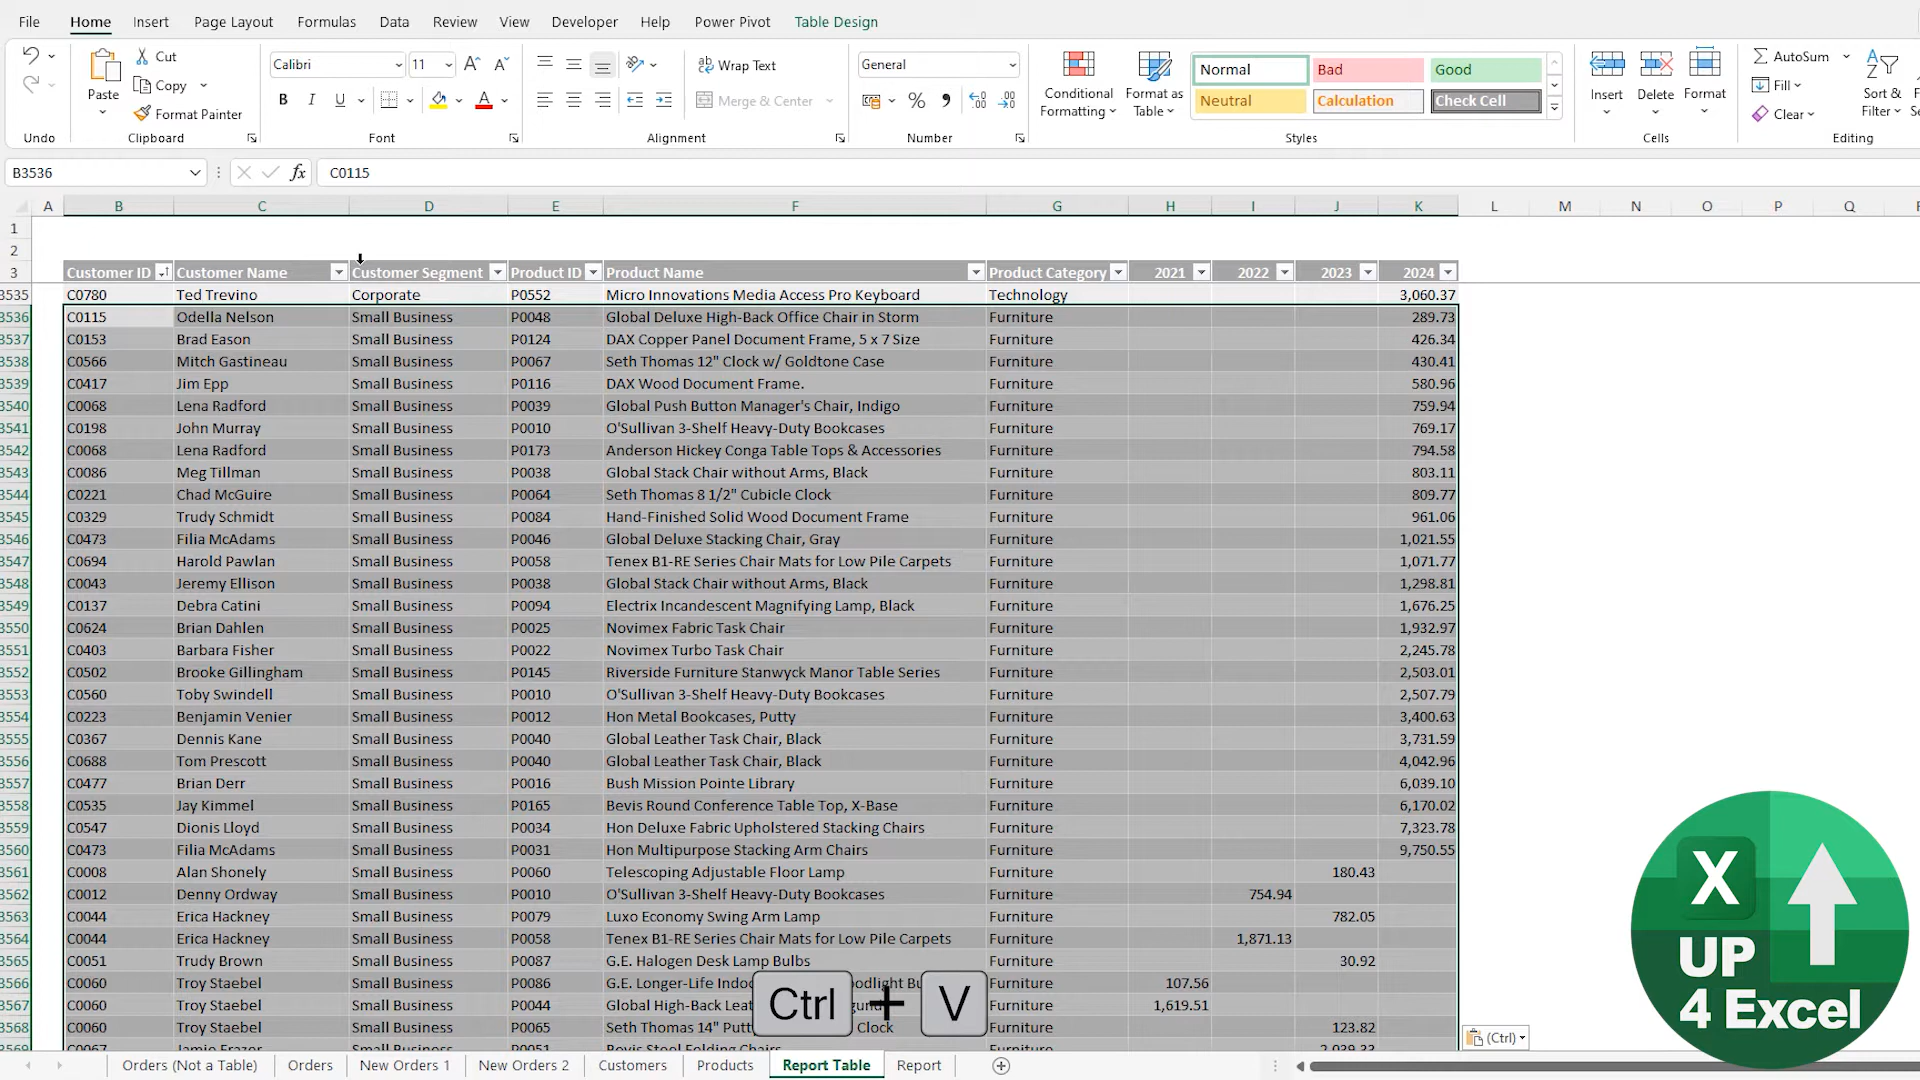 File Home Insert Page Layout Formulas Data Review View Developer Help Power Pivot Table Design
Paste Cut Copy Format Painter
Calibri 11 A A
B I U A
Wrap Text
Merge & Center
General
% 9
Conditional Formatting
Format as Table
Normal Bad Good
Neutral Calculation Check Cell
Insert Delete Format
AutoSum
Fill
Clear
Sort & Filter
Undo Clipboard Font Alignment Number Styles Cells Editing
B3536 fx C0115
A B C D E F G H I J K L M N O P Q
1
2
3 Customer ID Customer Name Customer Segment Product ID Product Name Product Category 2021 2022 2023 2024
3535 C0780 Ted Trevino Corporate P0552 Micro Innovations Media Access Pro Keyboard Technology 3,060.37
3536 C0115 Odella Nelson Small Business P0048 Global Deluxe High-Back Office Chair in Storm Furniture 289.73
3537 C0153 Brad Eason Small Business P0124 DAX Copper Panel Document Frame, 5 x 7 Size Furniture 426.34
3538 C0566 Mitch Gastineau Small Business P0067 Seth Thomas 12" Clock w/ Goldtone Case Furniture 430.41
3539 C0417 Jim Epp Small Business P0116 DAX Wood Document Frame. Furniture 580.96
3540 C0068 Lena Radford Small Business P0039 Global Push Button Manager's Chair, Indigo Furniture 759.94
3541 C0198 John Murray Small Business P0010 O'Sullivan 3-Shelf Heavy-Duty Bookcases Furniture 769.17
3542 C0068 Lena Radford Small Business P0173 Anderson Hickey Conga Table Tops & Accessories Furniture 794.58
3543 C0086 Meg Tillman Small Business P0038 Global Stack Chair without Arms, Black Furniture 803.11
3544 C0221 Chad McGuire Small Business P0064 Seth Thomas 8 1/2" Cubicle Clock Furniture 809.77
3545 C0329 Trudy Schmidt Small Business P0084 Hand-Finished Solid Wood Document Frame Furniture 961.06
3546 C0473 Filia McAdams Small Business P0046 Global Deluxe Stacking Chair, Gray Furniture 1,021.55
3547 C0694 Harold Pawlan Small Business P0058 Tenex B1-RE Series Chair Mats for Low Pile Carpets Furniture 1,071.77
3548 C0043 Jeremy Ellison Small Business P0038 Global Stack Chair without Arms, Black Furniture 1,298.81
3549 C0137 Debra Catini Small Business P0094 Electrix Incandescent Magnifying Lamp, Black Furniture 1,676.25
3550 C0624 Brian Dahlen Small Business P0025 Novimex Fabric Task Chair Furniture 1,932.97
3551 C0403 Barbara Fisher Small Business P0022 Novimex Turbo Task Chair Furniture 2,245.78
3552 C0502 Brooke Gillingham Small Business P0145 Riverside Furniture Stanwyck Manor Table Series Furniture 2,503.01
3553 C0560 Toby Swindell Small Business P0010 O'Sullivan 3-Shelf Heavy-Duty Bookcases Furniture 2,507.79
3554 C0223 Benjamin Venier Small Business P0012 Hon Metal Bookcases, Putty Furniture 3,400.63
3555 C0367 Dennis Kane Small Business P0040 Global Leather Task Chair, Black Furniture 3,731.59
3556 C0688 Tom Prescott Small Business P0040 Global Leather Task Chair, Black Furniture 4,042.96
3557 C0477 Brian Derr Small Business P0016 Bush Mission Pointe Library Furniture 6,039.10
3558 C0535 Jay Kimmel Small Business P0165 Bevis Round Conference Table Top, X-Base Furniture 6,170.02
3559 C0547 Dionis Lloyd Small Business P0034 Hon Deluxe Fabric Upholstered Stacking Chairs Furniture 7,323.78
3560 C0473 Filia McAdams Small Business P0031 Hon Multipurpose Stacking Arm Chairs Furniture 9,750.55
3561 C0008 Alan Shonely Small Business P0060 Telescoping Adjustable Floor Lamp Furniture 180.43
3562 C0012 Denny Ordway Small Business P0010 O'Sullivan 3-Shelf Heavy-Duty Bookcases Furniture 754.94
3563 C0044 Erica Hackney Small Business P0079 Luxo Economy Swing Arm Lamp Furniture 782.05
3564 C0044 Erica Hackney Small Business P0058 Tenex B1-RE Series Chair Mats for Low Pile Carpets Furniture 1,871.13
3565 C0051 Trudy Brown Small Business P0087 G.E. Halogen Desk Lamp Bulbs Furniture 30.92
3566 C0060 Troy Staebel Small Business P0086 G.E. Longer-Life Furniture 107.56
3567 C0060 Troy Staebel Small Business P0044 Global High-Back Furniture 1,619.51
3568 C0060 Troy Staebel Small Business P0065 Seth Thomas 14" Clock Furniture 123.82
Ctrl + V
(Ctrl)
X
UP
4 Excel
Orders (Not a Table) Orders New Orders 1 New Orders 2 Customers Products Report Table Report